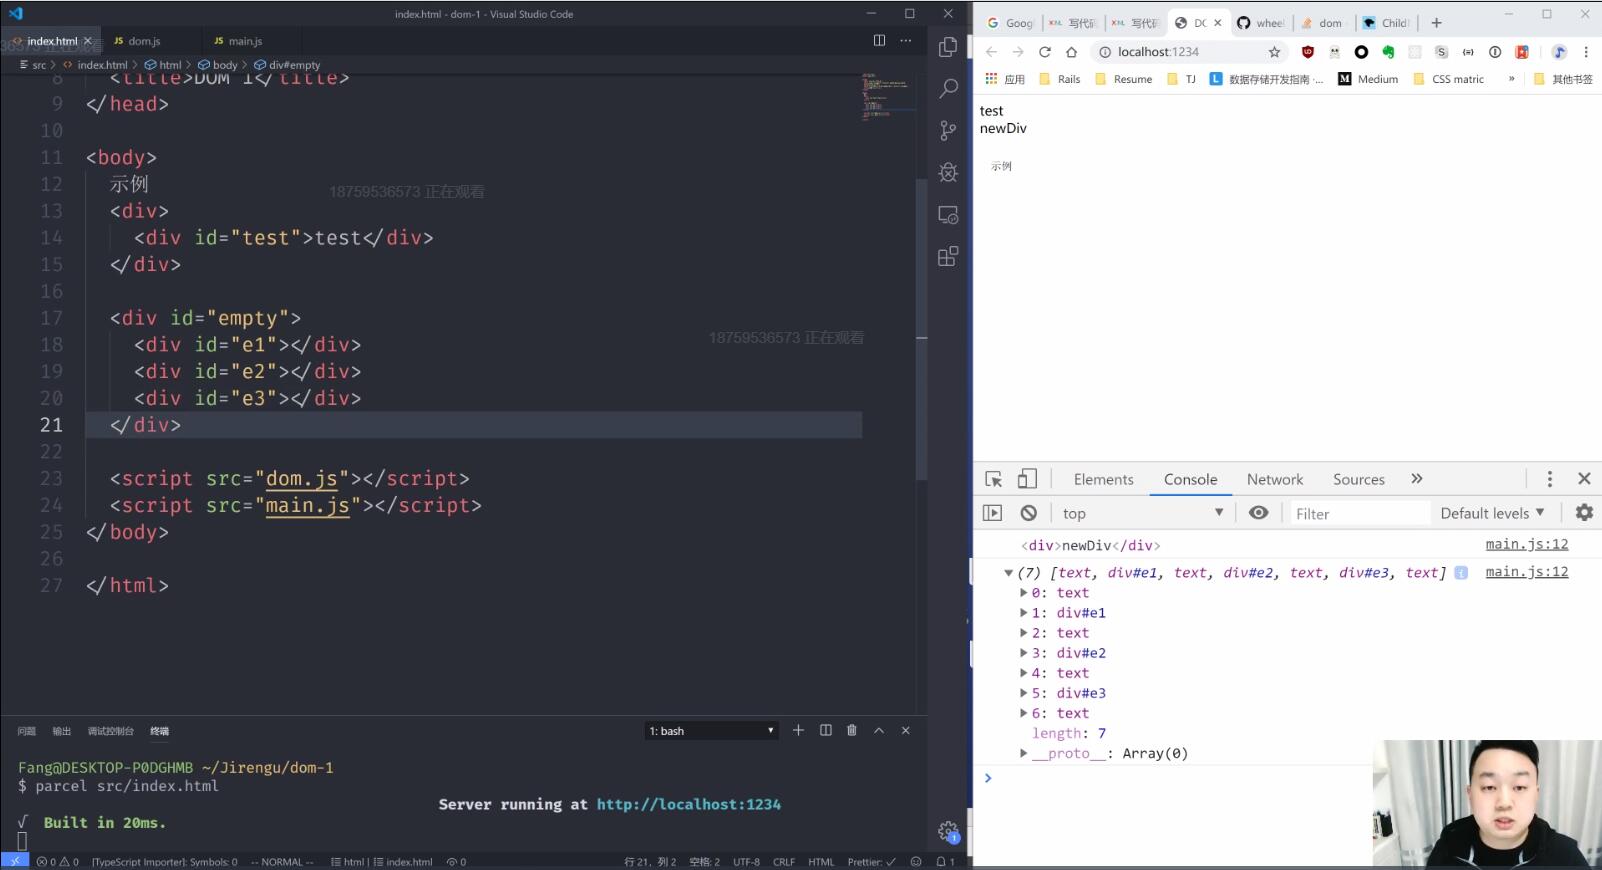 index.html - dom-1 - Visual Studio Code
index.html
JS dom.js
JS main.js
src > index.html > html > body > div#empty
8 <title>DOM 1</title>
9 </head>
10
11 <body>
12 示例
18759536573 正在观看
13 <div>
14 <div id="test">test</div>
15 </div>
16
17 <div id="empty">
18759536573 正在观看
18 <div id="e1"></div>
19 <div id="e2"></div>
20 <div id="e3"></div>
21 </div>
22
23 <script src="dom.js"></script>
24 <script src="main.js"></script>
25 </body>
26
27 </html>
问题 输出 调试控制台 终端
1: bash
Fang@DESKTOP-P0DGHMB ~/Jirengu/dom-1
$ parcel src/index.html
Server running at http://localhost:1234
√ Built in 20ms.
0 0 [TypeScript Importer]: Symbols: 0 -- NORMAL -- html | index.html 0 行 21，列 2 空格: 2 UTF-8 CRLF HTML Prettier: ✓ 1
Goog 写代码 写代码 DO whee dom Child
localhost:1234
应用 Rails Resume TJ 数据存储开发指南 ·... Medium CSS matric » 其他书签
test
newDiv
示例
Elements Console Network Sources »
top Filter Default levels
<div>newDiv</div> main.js:12
(7) [text, div#e1, text, div#e2, text, div#e3, text] main.js:12
0: text
1: div#e1
2: text
3: div#e2
4: text
5: div#e3
6: text
length: 7
__proto__: Array(0)